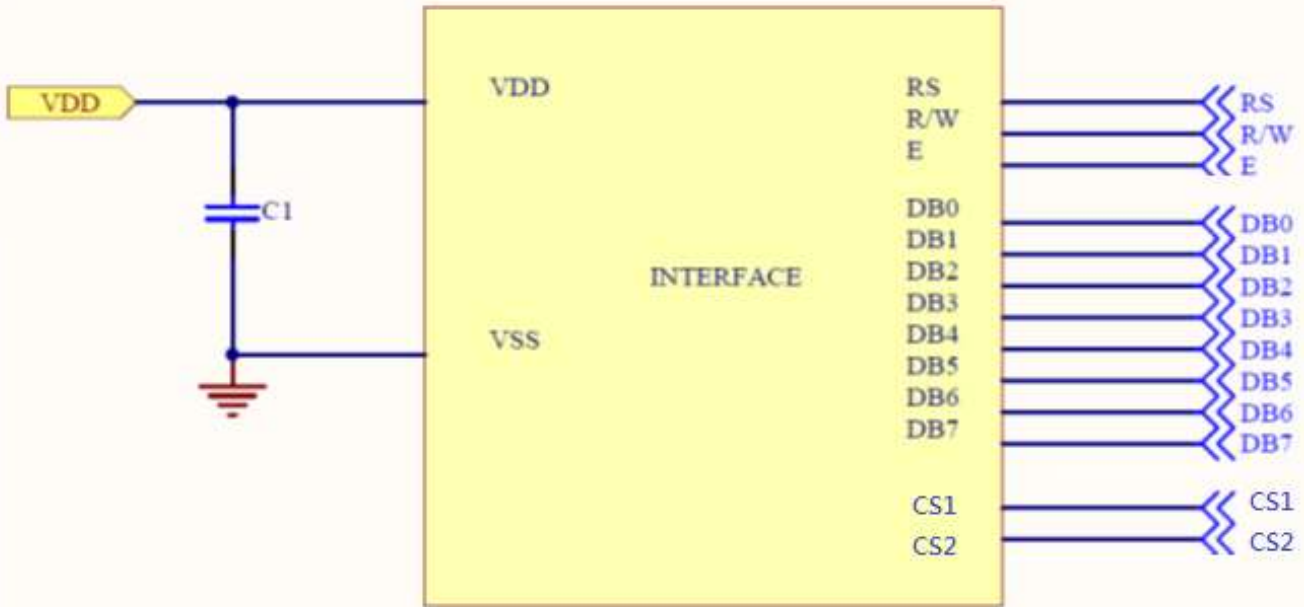 VDD
C1
VDD
VSS
INTERFACE
RS
R/W
E
DB0
DB1
DB2
DB3
DB4
DB5
DB6
DB7
CS1
CS2
RS
R/W
E
DB0
DB1
DB2
DB3
DB4
DB5
DB6
DB7
CS1
CS2